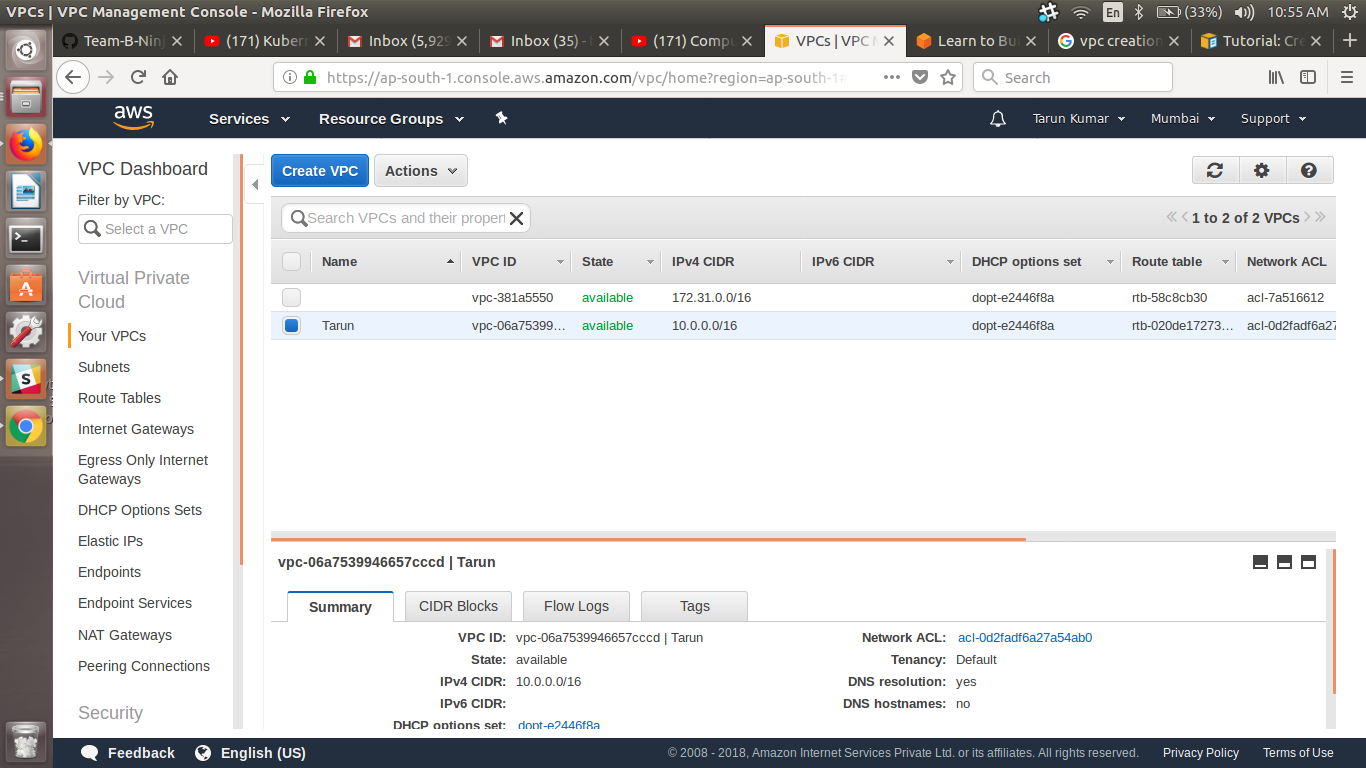 VPCs | VPC Management Console - Mozilla Firefox
En (33%) 10:55 AM
Team-B-Ninj (171) Kubern Inbox (5,929 Inbox (35) - (171) Compu VPCs | VPC M Learn to Bu vpc creation Tutorial: Cre
https://ap-south-1.console.aws.amazon.com/vpc/home?region=ap-south-1# Search
aws Services Resource Groups Tarun Kumar Mumbai Support
VPC Dashboard
Filter by VPC:
Select a VPC
Virtual Private
Cloud
Your VPCs
Subnets
Route Tables
Internet Gateways
Egress Only Internet
Gateways
DHCP Options Sets
Elastic IPs
Endpoints
Endpoint Services
NAT Gateways
Peering Connections
Security
Create VPC Actions
Search VPCs and their propert 1 to 2 of 2 VPCs
Name VPC ID State IPv4 CIDR IPv6 CIDR DHCP options set Route table Network ACL
vpc-381a5550 available 172.31.0.0/16 dopt-e2446f8a rtb-58c8cb30 acl-7a516612
Tarun vpc-06a75399... available 10.0.0.0/16 dopt-e2446f8a rtb-020de17273... acl-0d2fadf6a27
vpc-06a7539946657cccd | Tarun
Summary CIDR Blocks Flow Logs Tags
VPC ID: vpc-06a7539946657cccd | Tarun Network ACL: acl-0d2fadf6a27a54ab0
State: available Tenancy: Default
IPv4 CIDR: 10.0.0.0/16 DNS resolution: yes
IPv6 CIDR: DNS hostnames: no
DHCP options set: dopt-e2446f8a
Feedback English (US) © 2008 - 2018, Amazon Internet Services Private Ltd. or its affiliates. All rights reserved. Privacy Policy Terms of Use